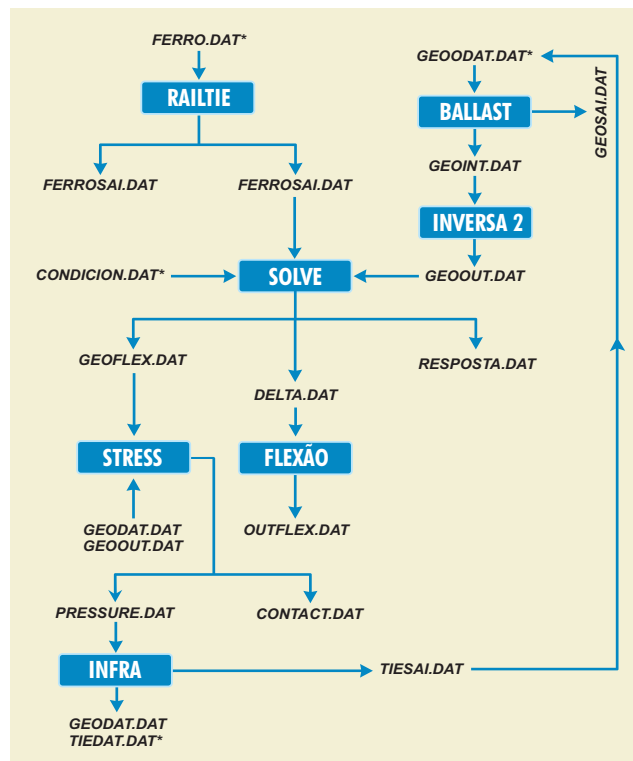 FERRO.DAT*
RAILTIE
FERROSAI.DAT
FERROSAI.DAT
GEOODAT.DAT*
BALLAST
GEOSAI.DAT
GEOINT.DAT
INVERSA 2
GEOOUT.DAT
CONDICION.DAT*
SOLVE
GEOFLEX.DAT
DELTA.DAT
RESPOSTA.DAT
STRESS
FLEXÃO
GEODAT.DAT
GEOOUT.DAT
OUTFLEX.DAT
PRESSURE.DAT
CONTACT.DAT
INFRA
TIESAI.DAT
GEODAT.DAT
TIEDAT.DAT*